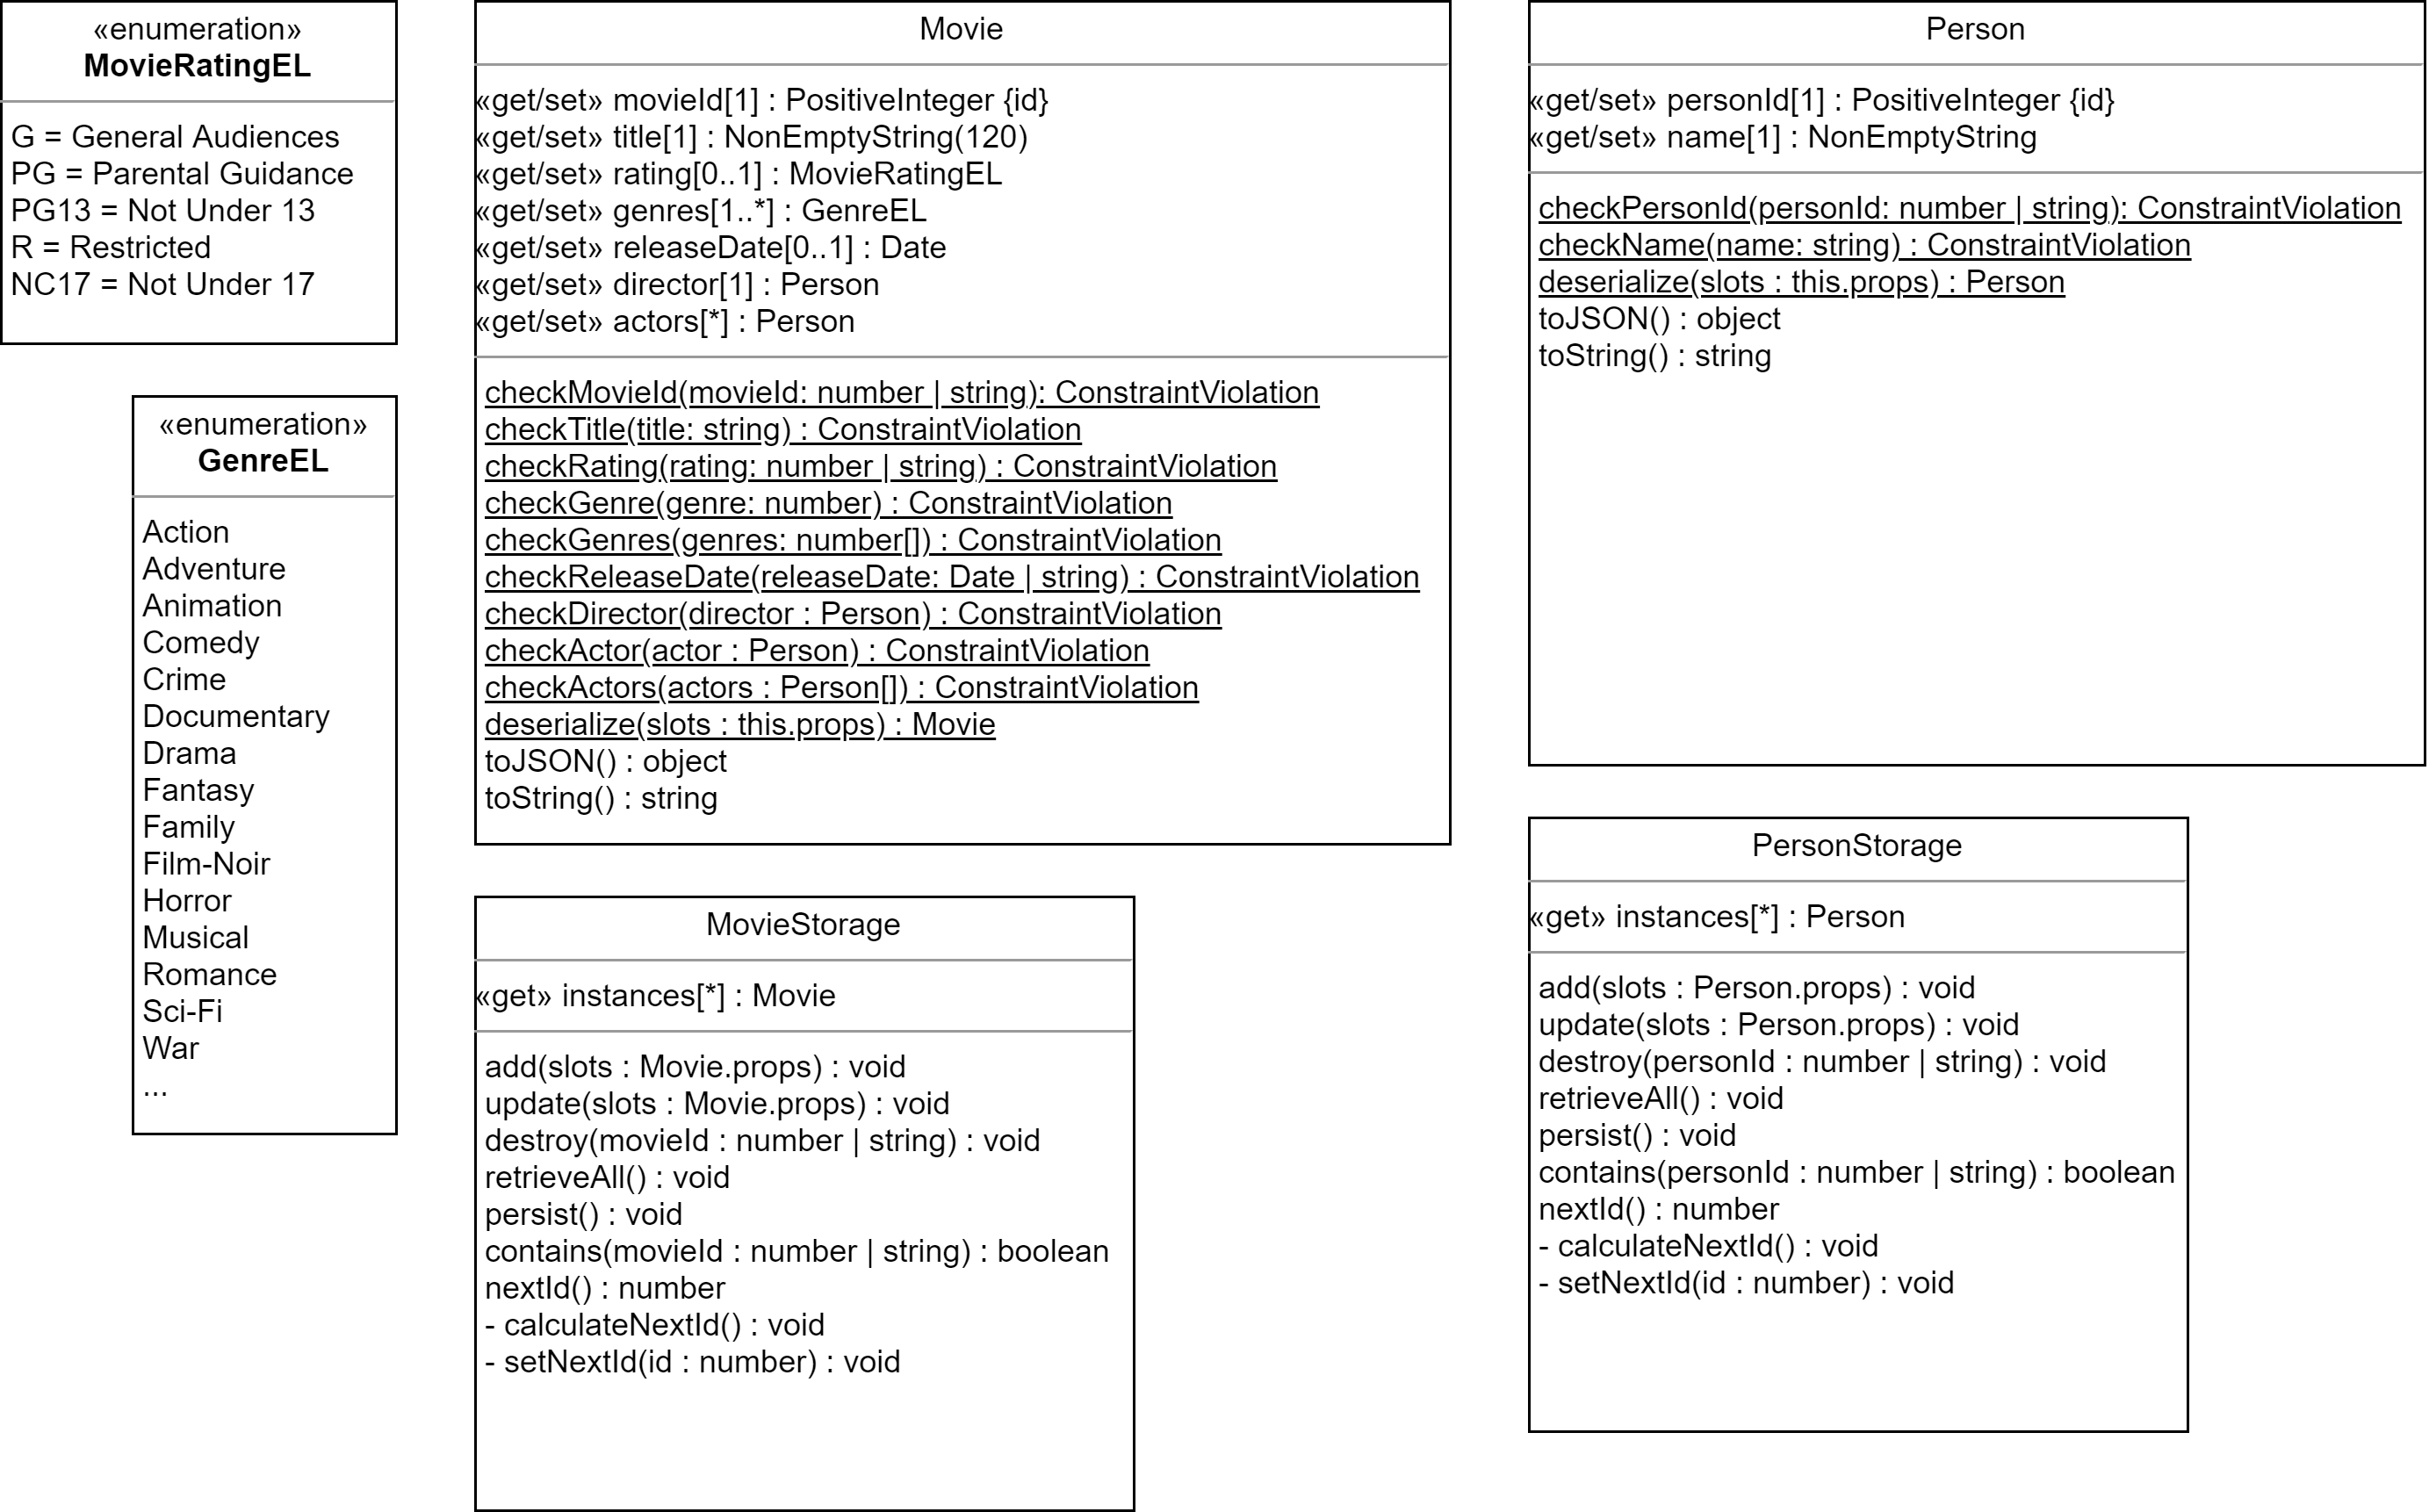 «enumeration»
MovieRatingEL
G = General Audiences
PG = Parental Guidance
PG13 = Not Under 13
R = Restricted
NC17 = Not Under 17
«enumeration»
GenreEL
Action
Adventure
Animation
Comedy
Crime
Documentary
Drama
Fantasy
Family
Film-Noir
Horror
Musical
Romance
Sci-Fi
War
...
Movie
«get/set» movieId[1] : PositiveInteger {id}
«get/set» title[1] : NonEmptyString(120)
«get/set» rating[0..1] : MovieRatingEL
«get/set» genres[1..*] : GenreEL
«get/set» releaseDate[0..1] : Date
«get/set» director[1] : Person
«get/set» actors[*] : Person
checkMovieId(movieId: number | string): ConstraintViolation
checkTitle(title: string) : ConstraintViolation
checkRating(rating: number | string) : ConstraintViolation
checkGenre(genre: number) : ConstraintViolation
checkGenres(genres: number[]) : ConstraintViolation
checkReleaseDate(releaseDate: Date | string) : ConstraintViolation
checkDirector(director : Person) : ConstraintViolation
checkActor(actor : Person) : ConstraintViolation
checkActors(actors : Person[]) : ConstraintViolation
deserialize(slots : this.props) : Movie
toJSON() : object
toString() : string
MovieStorage
«get» instances[*] : Movie
add(slots : Movie.props) : void
update(slots : Movie.props) : void
destroy(movieId : number | string) : void
retrieveAll() : void
persist() : void
contains(movieId : number | string) : boolean
nextId() : number
- calculateNextId() : void
- setNextId(id : number) : void
Person
«get/set» personId[1] : PositiveInteger {id}
«get/set» name[1] : NonEmptyString
checkPersonId(personId: number | string): ConstraintViolation
checkName(name: string) : ConstraintViolation
deserialize(slots : this.props) : Person
toJSON() : object
toString() : string
PersonStorage
«get» instances[*] : Person
add(slots : Person.props) : void
update(slots : Person.props) : void
destroy(personId : number | string) : void
retrieveAll() : void
persist() : void
contains(personId : number | string) : boolean
nextId() : number
- calculateNextId() : void
- setNextId(id : number) : void